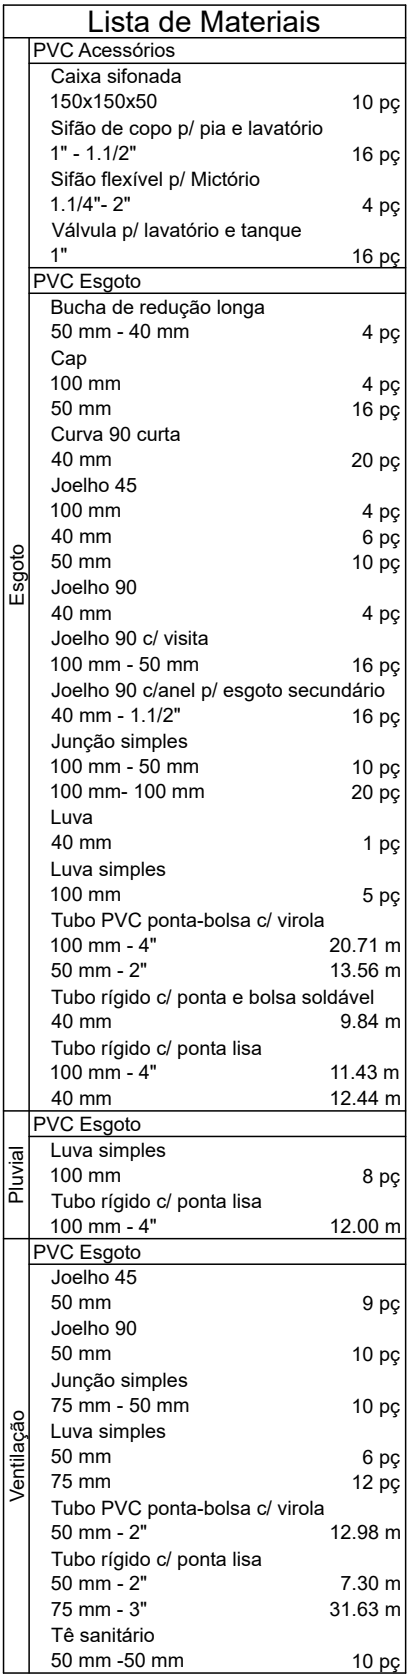 Lista de Materiais
Esgoto
PVC Acessórios
Caixa sifonada
150x150x50 10 pç
Sifão de copo p/ pia e lavatório
1" - 1.1/2" 16 pç
Sifão flexível p/ Mictório
1.1/4"- 2" 4 pç
Válvula p/ lavatório e tanque
1" 16 pç
PVC Esgoto
Bucha de redução longa
50 mm - 40 mm 4 pç
Cap
100 mm 4 pç
50 mm 16 pç
Curva 90 curta
40 mm 20 pç
Joelho 45
100 mm 4 pç
40 mm 6 pç
50 mm 10 pç
Joelho 90
40 mm 4 pç
Joelho 90 c/ visita
100 mm - 50 mm 16 pç
Joelho 90 c/anel p/ esgoto secundário
40 mm - 1.1/2" 16 pç
Junção simples
100 mm - 50 mm 10 pç
100 mm- 100 mm 20 pç
Luva
40 mm 1 pç
Luva simples
100 mm 5 pç
Tubo PVC ponta-bolsa c/ virola
100 mm - 4" 20.71 m
50 mm - 2" 13.56 m
Tubo rígido c/ ponta e bolsa soldável
40 mm 9.84 m
Tubo rígido c/ ponta lisa
100 mm - 4" 11.43 m
40 mm 12.44 m
Pluvial
PVC Esgoto
Luva simples
100 mm 8 pç
Tubo rígido c/ ponta lisa
100 mm - 4" 12.00 m
Ventilação
PVC Esgoto
Joelho 45
50 mm 9 pç
Joelho 90
50 mm 10 pç
Junção simples
75 mm - 50 mm 10 pç
Luva simples
50 mm 6 pç
75 mm 12 pç
Tubo PVC ponta-bolsa c/ virola
50 mm - 2" 12.98 m
Tubo rígido c/ ponta lisa
50 mm - 2" 7.30 m
75 mm - 3" 31.63 m
Tê sanitário
50 mm -50 mm 10 pç